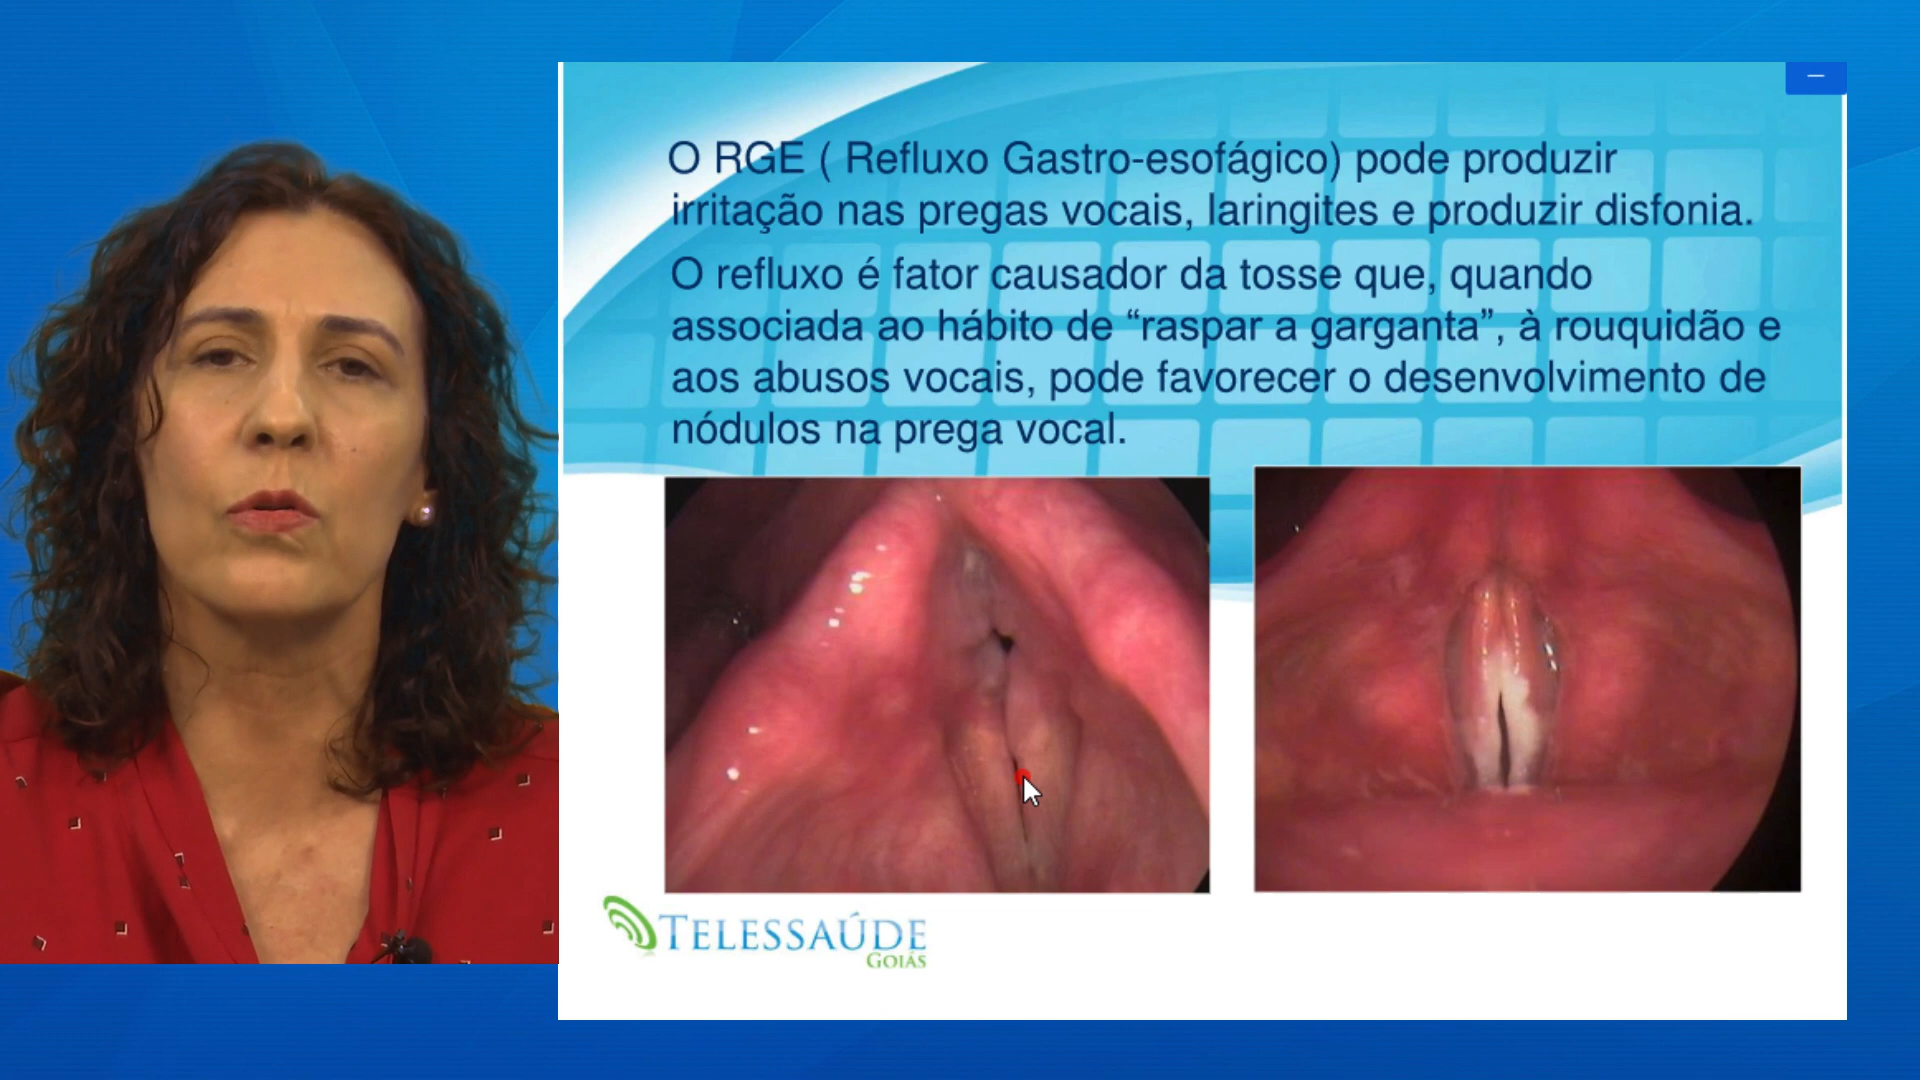 O RGE ( Refluxo Gastro-esofágico) pode produzir
irritação nas pregas vocais, laringites e produzir disfonia.
O refluxo é fator causador da tosse que, quando
associada ao hábito de “raspar a garganta”, à rouquidão e
aos abusos vocais, pode favorecer o desenvolvimento de
nódulos na prega vocal.
TELESSAÚDE
GOIÁS